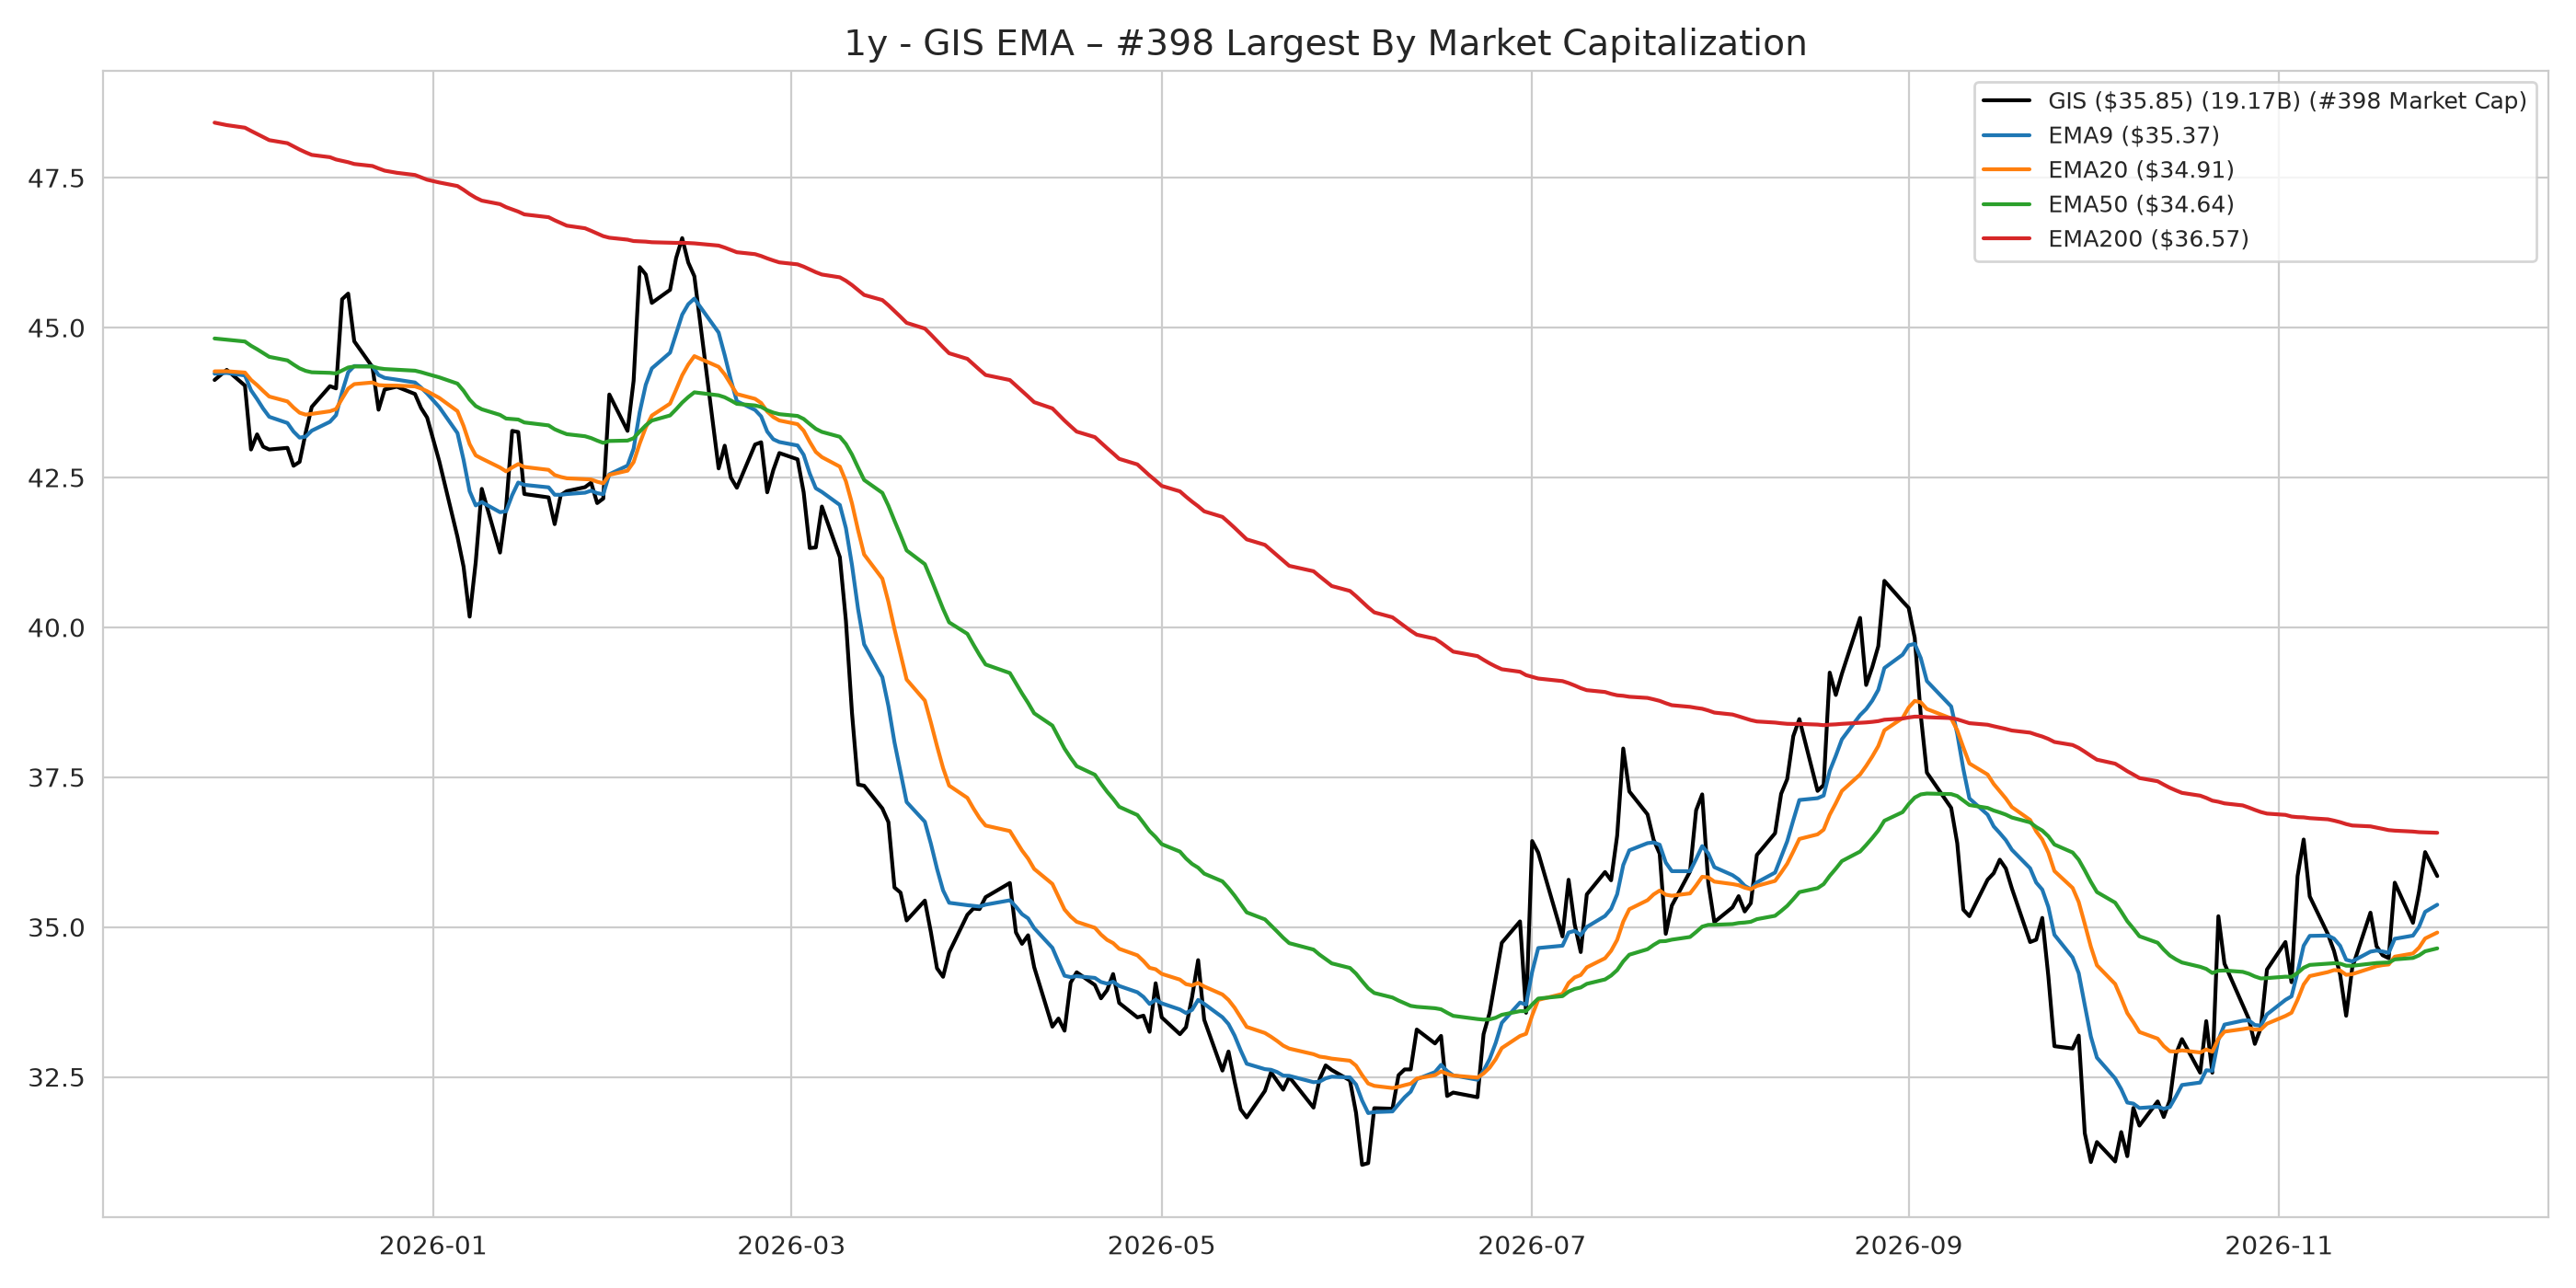 1y - GIS EMA – #398 Largest By Market Capitalization
GIS ($35.85) (19.17B) (#398 Market Cap)
EMA9 ($35.37)
EMA20 ($34.91)
EMA50 ($34.64)
EMA200 ($36.57)
47.5
45.0
42.5
40.0
37.5
35.0
32.5
2026-01
2026-03
2026-05
2026-07
2026-09
2026-11